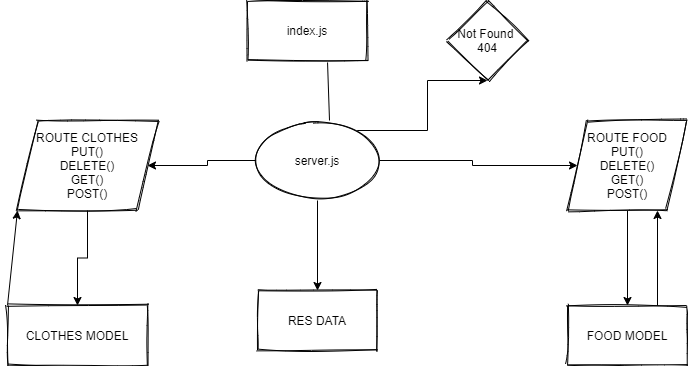 index.js
Not Found
404
server.js
ROUTE CLOTHES
PUT()
DELETE()
GET()
POST()
ROUTE FOOD
PUT()
DELETE()
GET()
POST()
CLOTHES MODEL
RES DATA
FOOD MODEL